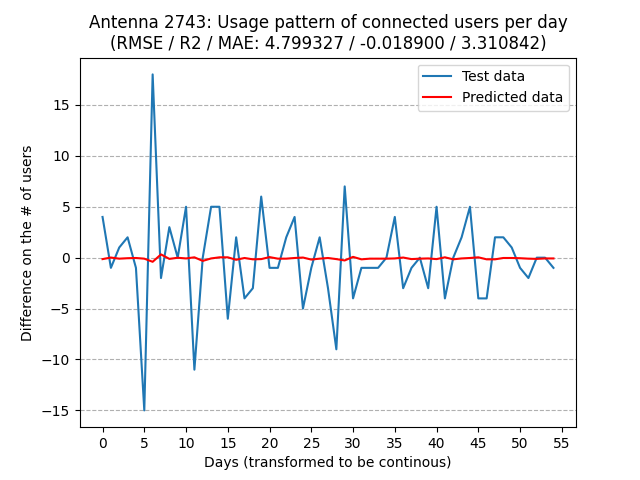 Antenna 2743: Usage pattern of connected users per day
(RMSE / R2 / MAE: 4.799327 / -0.018900 / 3.310842)
Test data
Predicted data
Difference on the # of users
15
10
5
0
−5
−10
−15
0 5 10 15 20 25 30 35 40 45 50 55
Days (transformed to be continous)